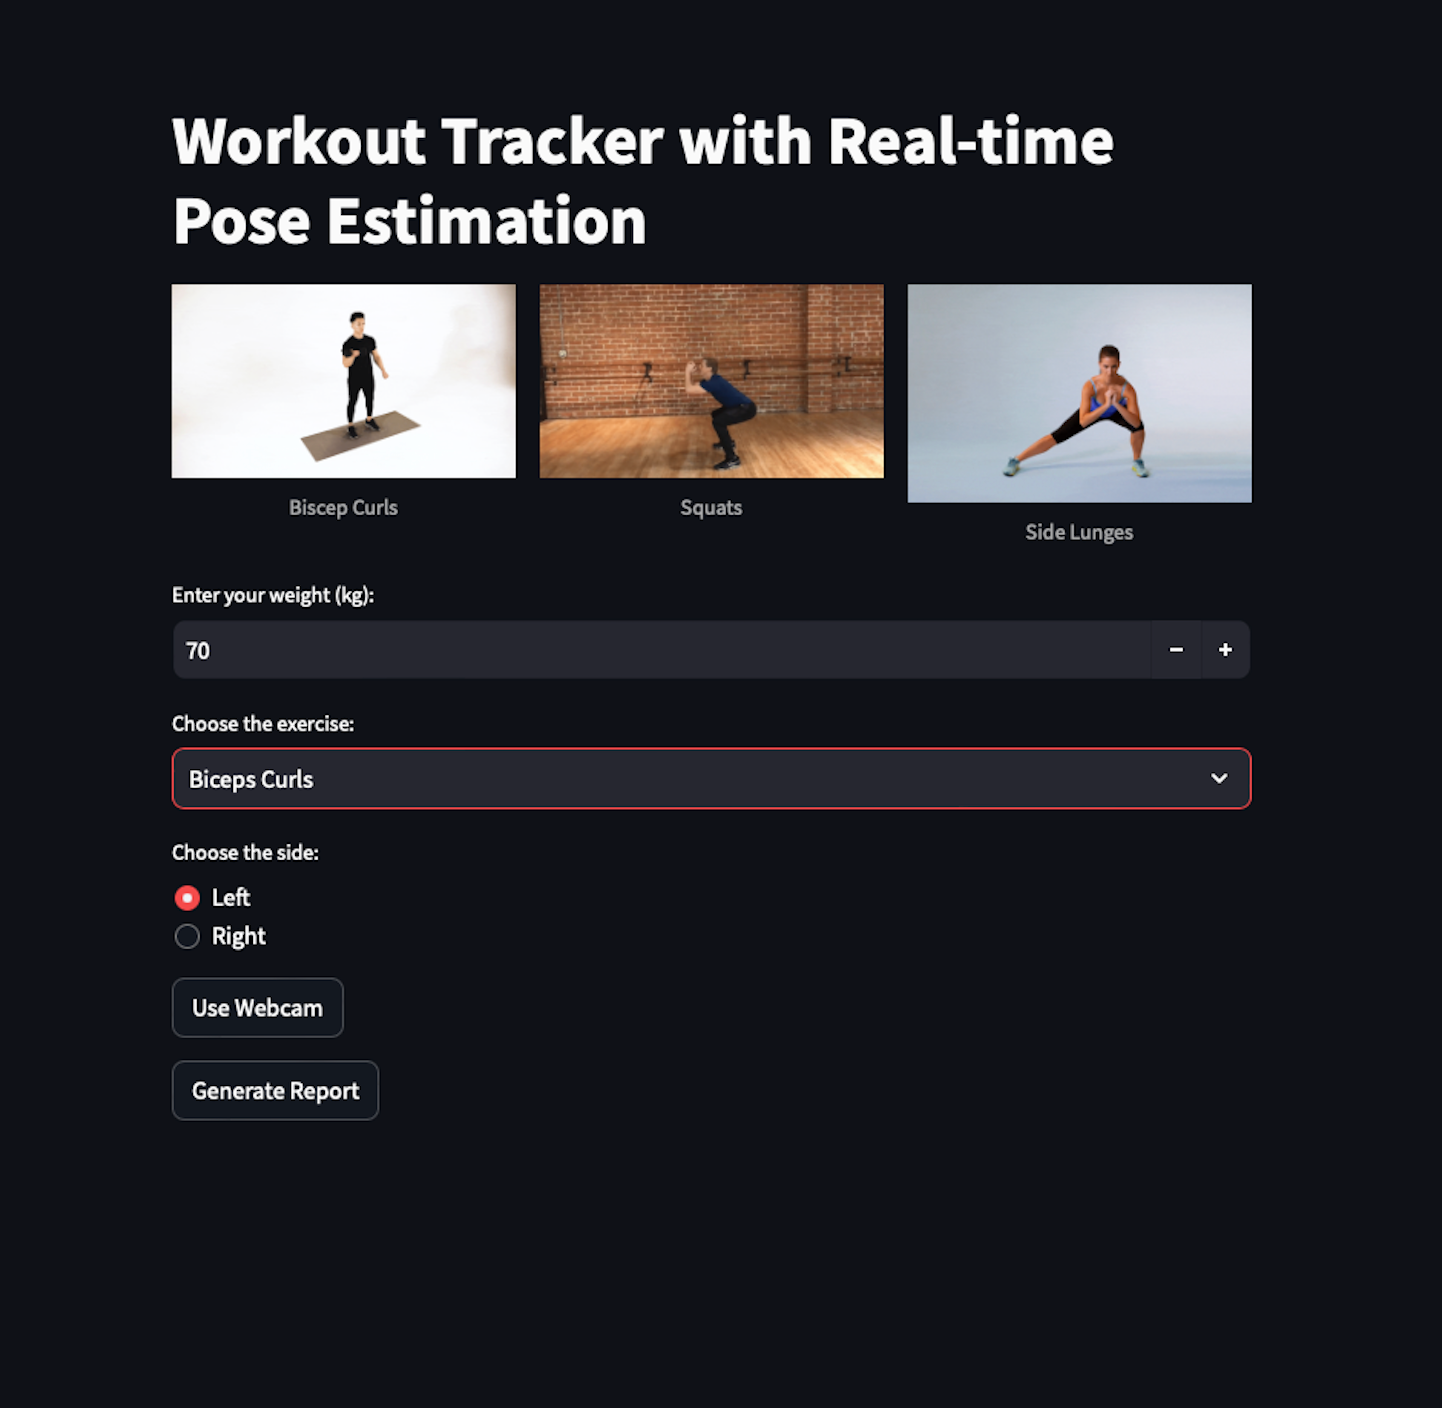 Workout Tracker with Real-time
Pose Estimation
Biscep Curls
Squats
Side Lunges
Enter your weight (kg):
70
Choose the exercise:
Biceps Curls
Choose the side:
Left
Right
Use Webcam
Generate Report